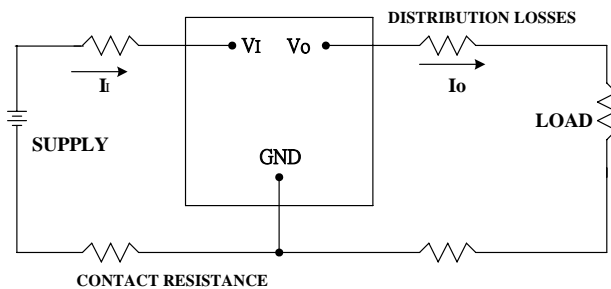 DISTRIBUTION LOSSES
VI
VO
II
IO
SUPPLY
LOAD
GND
CONTACT RESISTANCE